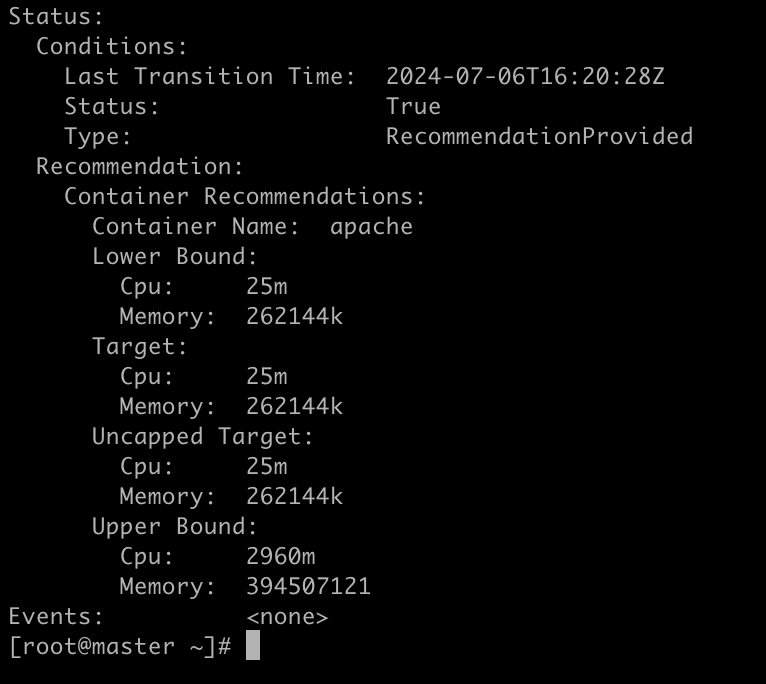 Status:
  Conditions:
    Last Transition Time:  2024-07-06T16:20:28Z
    Status:                True
    Type:                  RecommendationProvided
  Recommendation:
    Container Recommendations:
      Container Name:  apache
      Lower Bound:
        Cpu:     25m
        Memory:  262144k
      Target:
        Cpu:     25m
        Memory:  262144k
      Uncapped Target:
        Cpu:     25m
        Memory:  262144k
      Upper Bound:
        Cpu:     2960m
        Memory:  394507121
Events:          <none>
[root@master ~]#